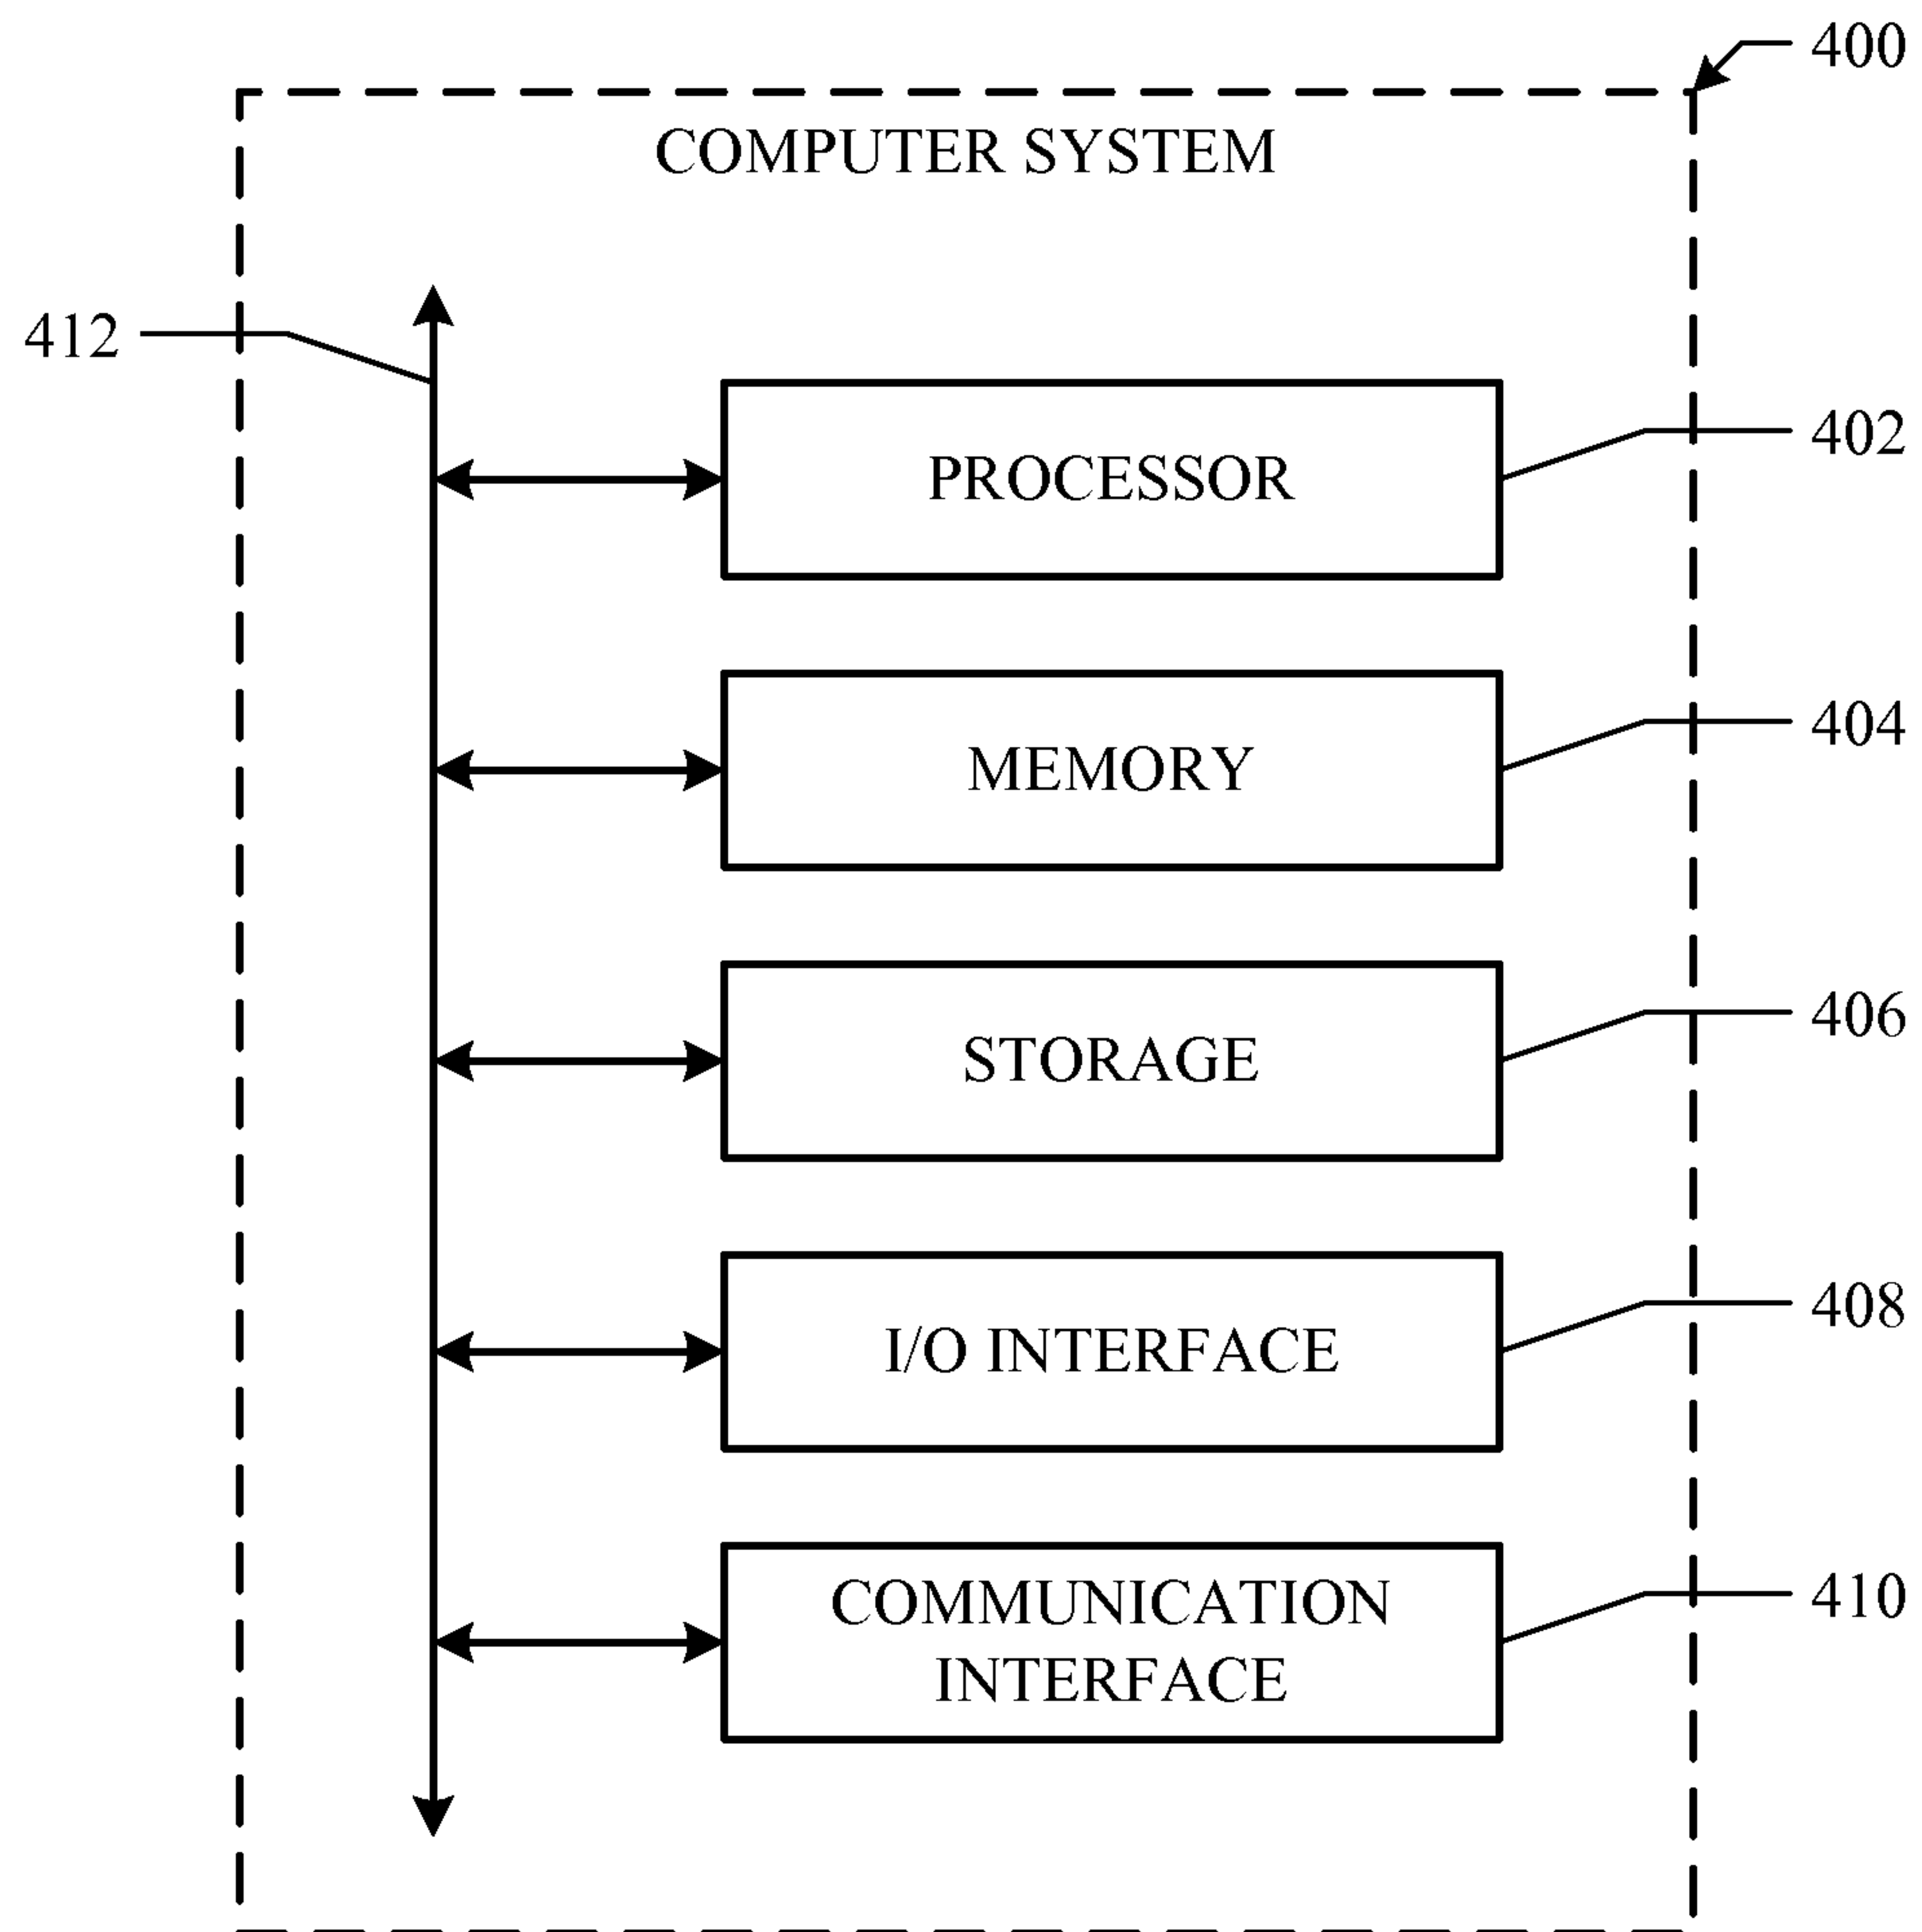 400
COMPUTER SYSTEM
412
402
PROCESSOR
404
MEMORY
406
STORAGE
408
I/O INTERFACE
410
COMMUNICATION
INTERFACE